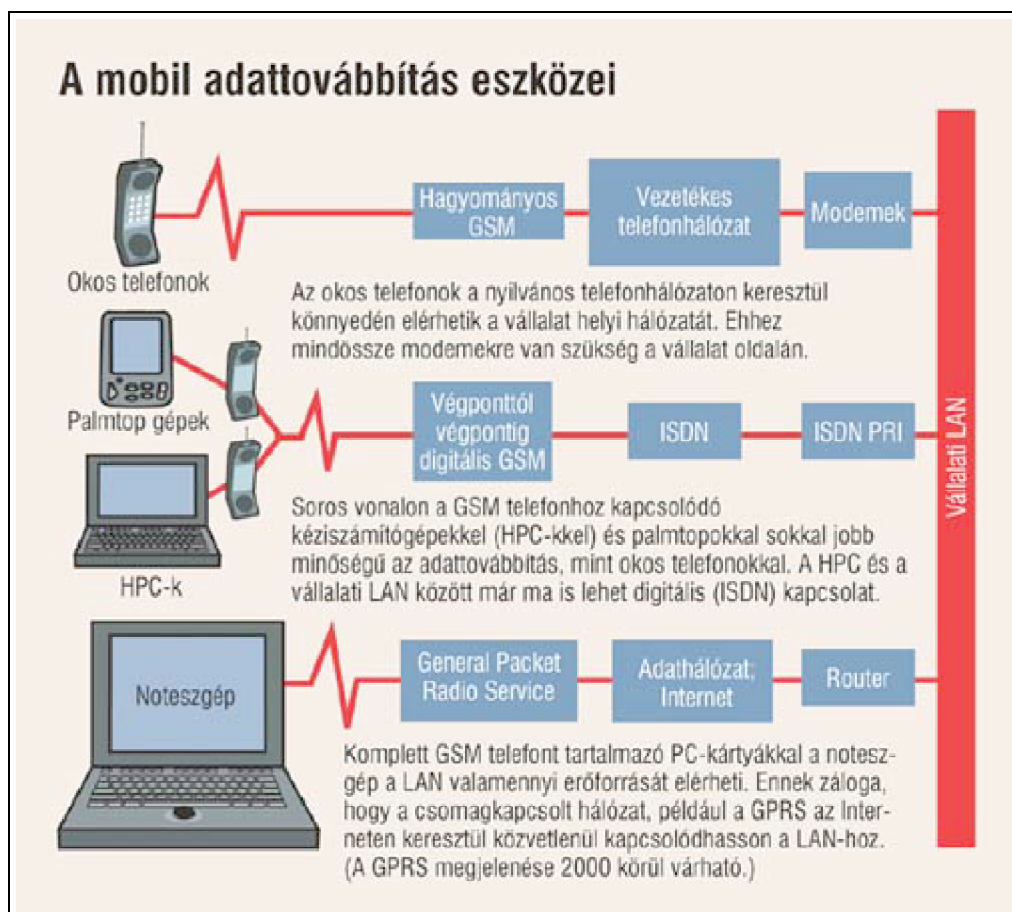 A mobil adattovábbítás eszközei
Okos telefonok
Hagyományos
GSM
Vezetékes
telefonhálózat
Modemek
Az okos telefonok a nyilvános telefonhálózaton keresztül
könnyedén elérhetik a vállalat helyi hálózatát. Ehhez
mindössze modemekre van szükség a vállalat oldalán.
Palmtop gépek
HPC-k
Végponttól
végpontig
digitális GSM
ISDN
ISDN PRI
Soros vonalon a GSM telefonhoz kapcsolódó
kéziszámítógépekkel (HPC-kkel) és palmtopokkal sokkal jobb
minőségű az adattovábbítás, mint okos telefonokkal. A HPC és a
vállalati LAN között már ma is lehet digitális (ISDN) kapcsolat.
Noteszgép
General Packet
Radio Service
Adathálózat;
Internet
Router
Komplett GSM telefont tartalmazó PC-kártyákkal a notesz-
gép a LAN valamennyi erőforrását elérheti. Ennek záloga,
hogy a csomagkapcsolt hálózat, például a GPRS az Inter-
neten keresztül közvetlenül kapcsolódhasson a LAN-hoz.
(A GPRS megjelenése 2000 körül várható.)
Vállalati LAN